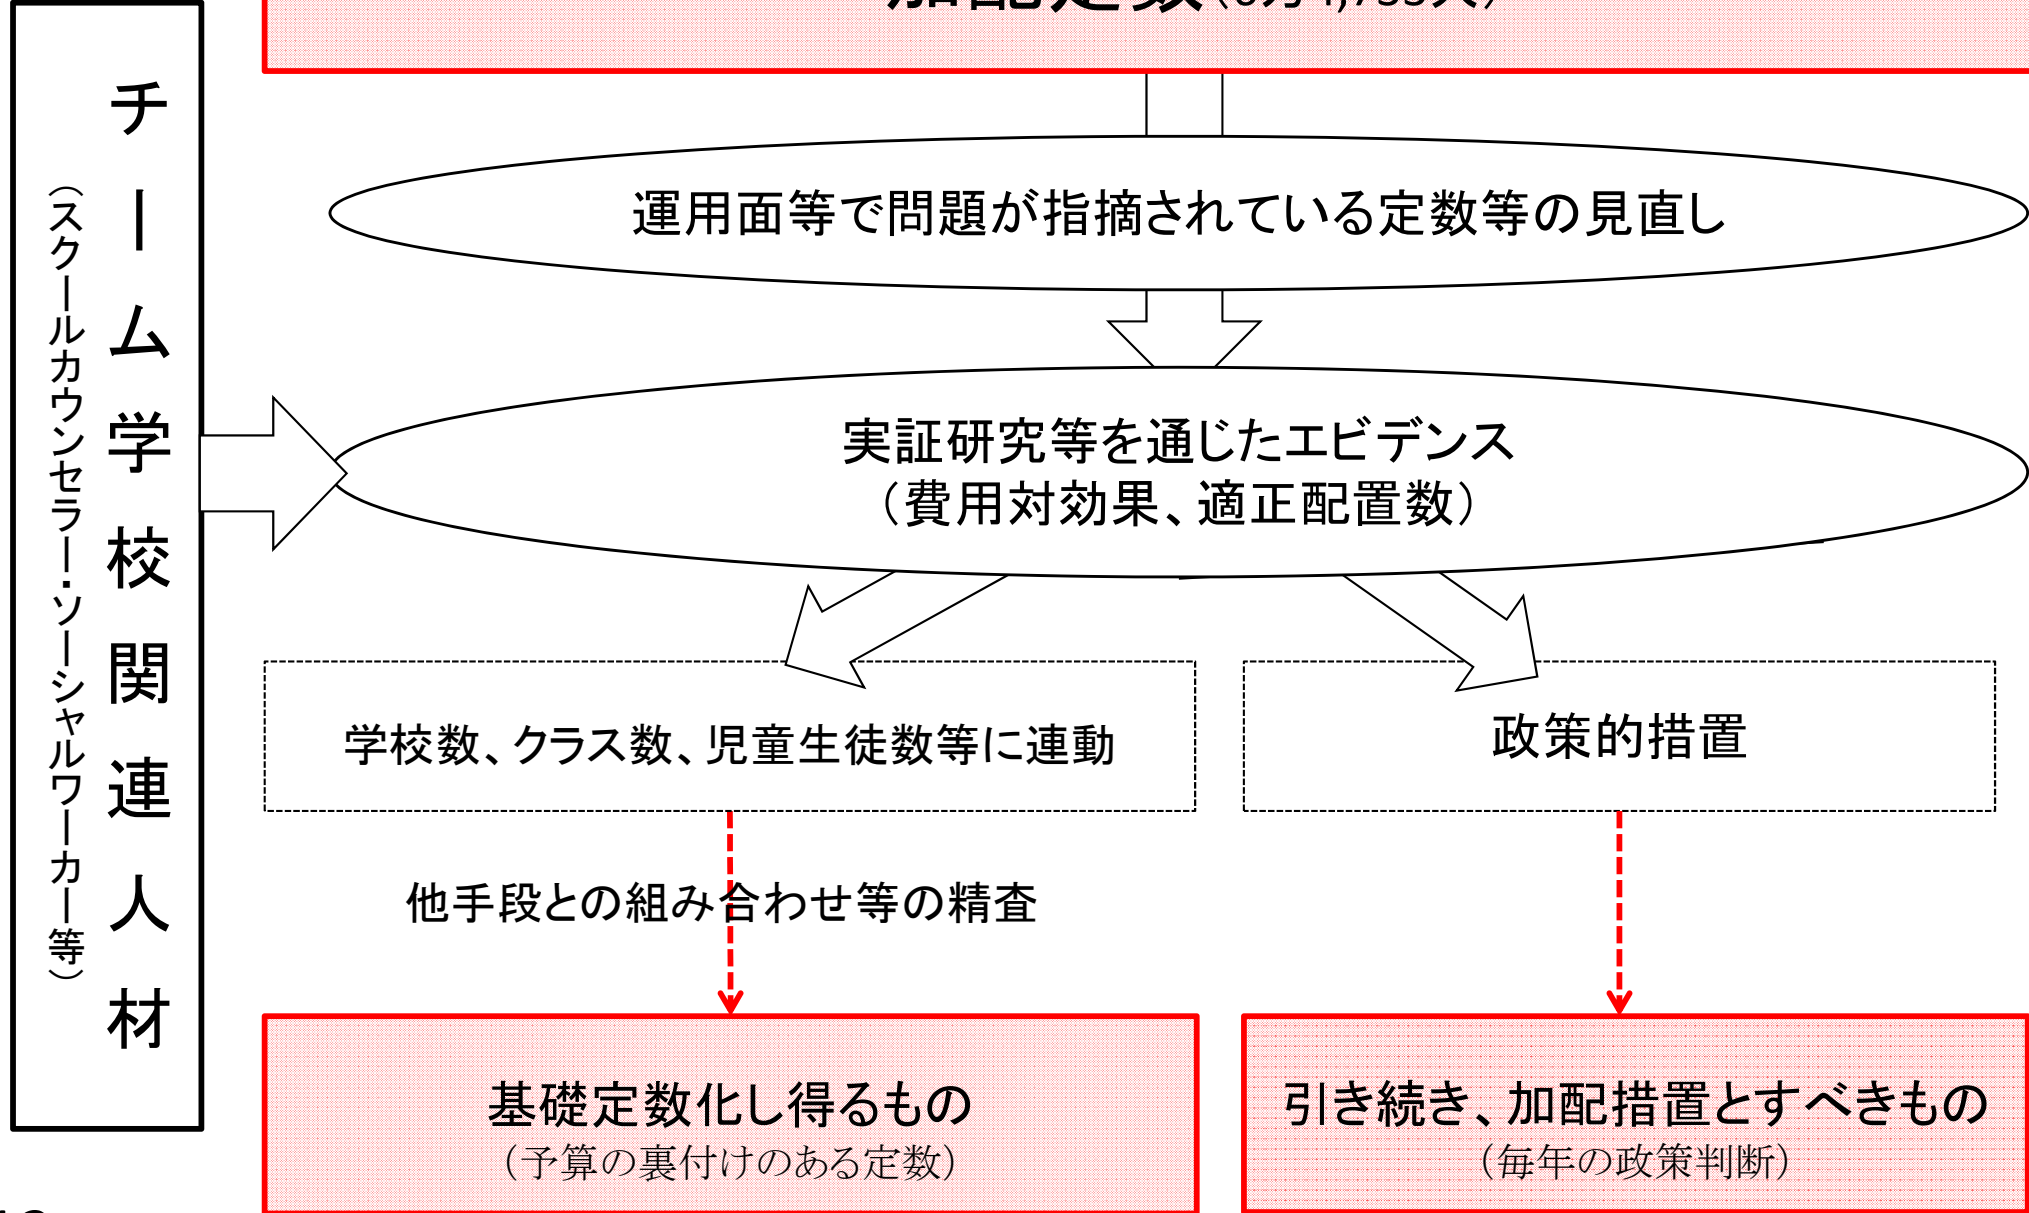 チーム学校関連人材
（スクールカウンセラー・ソーシャルワーカー等）
運用面等で問題が指摘されている定数等の見直し
実証研究等を通じたエビデンス
（費用対効果、適正配置数）
学校数、クラス数、児童生徒数等に連動
政策的措置
他手段との組み合わせ等の精査
基礎定数化し得るもの
（予算の裏付けのある定数）
引き続き、加配措置とすべきもの
（毎年の政策判断）